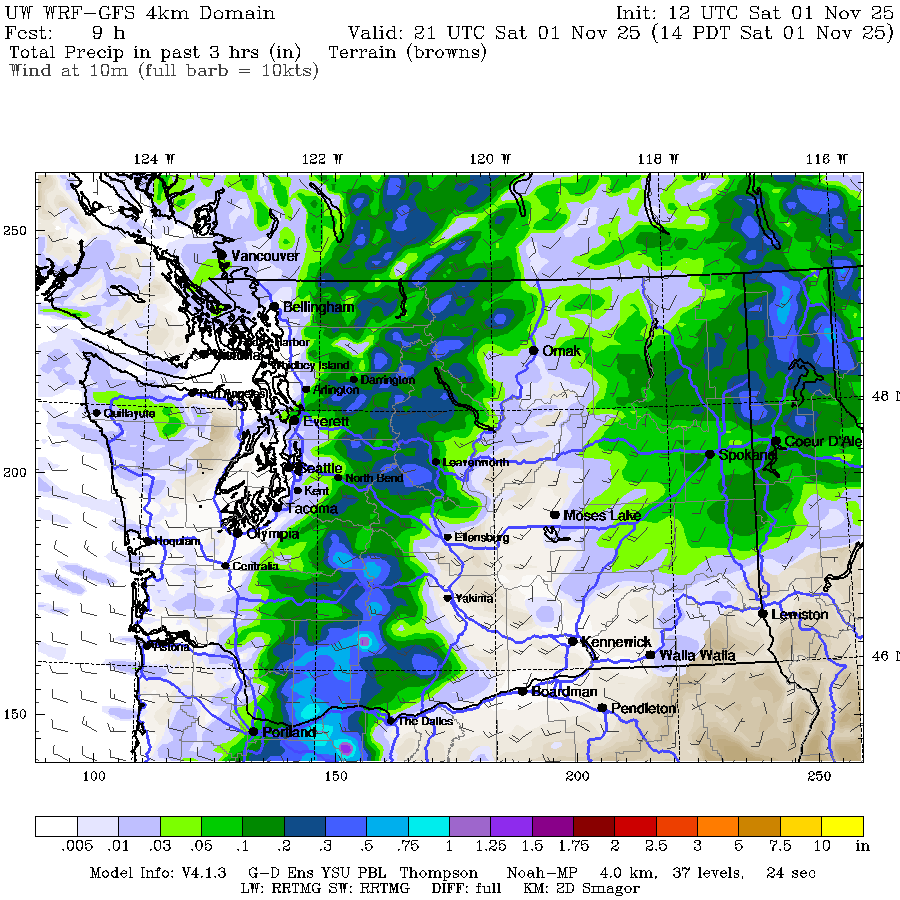 UW WRF-GFS 4km Domain Init: 12 UTC Sat 01 Nov 25
Fcst: 9 h Valid: 21 UTC Sat 01 Nov 25 (14 PDT Sat 01 Nov 25)
Total Precip in past 3 hrs (in) Terrain (browns)
Wind at 10m (full barb = 10kts)
124 W 122 W 120 W 118 W 116 W
250
Vancouver
Bellingham
Harbor
Omak
Whidbey Island
Darrington
Arlington
Port Angeles
48 N
Quillayute
Everett
Coeur D'Ale
Spokane
Leavenworth
200
Seattle
North Bend
Kent
Tacoma
Moses Lake
Olympia
Ellensburg
Hoquiam
Centralia
Yakima
Lewiston
Kennewick
Astoria
Walla Walla
46 N
Boardman
Pendleton
150
The Dalles
Portland
100 150 200 250
.005 .01 .03 .05 .1 .2 .3 .5 .75 1 1.25 1.5 1.75 2 2.5 3 5 7.5 10 in
Model Info: V4.1.3 G-D Ens YSU PBL Thompson Noah-MP 4.0 km, 37 levels, 24 sec
LW: RRTMG SW: RRTMG DIFF: full KM: 2D Smagor